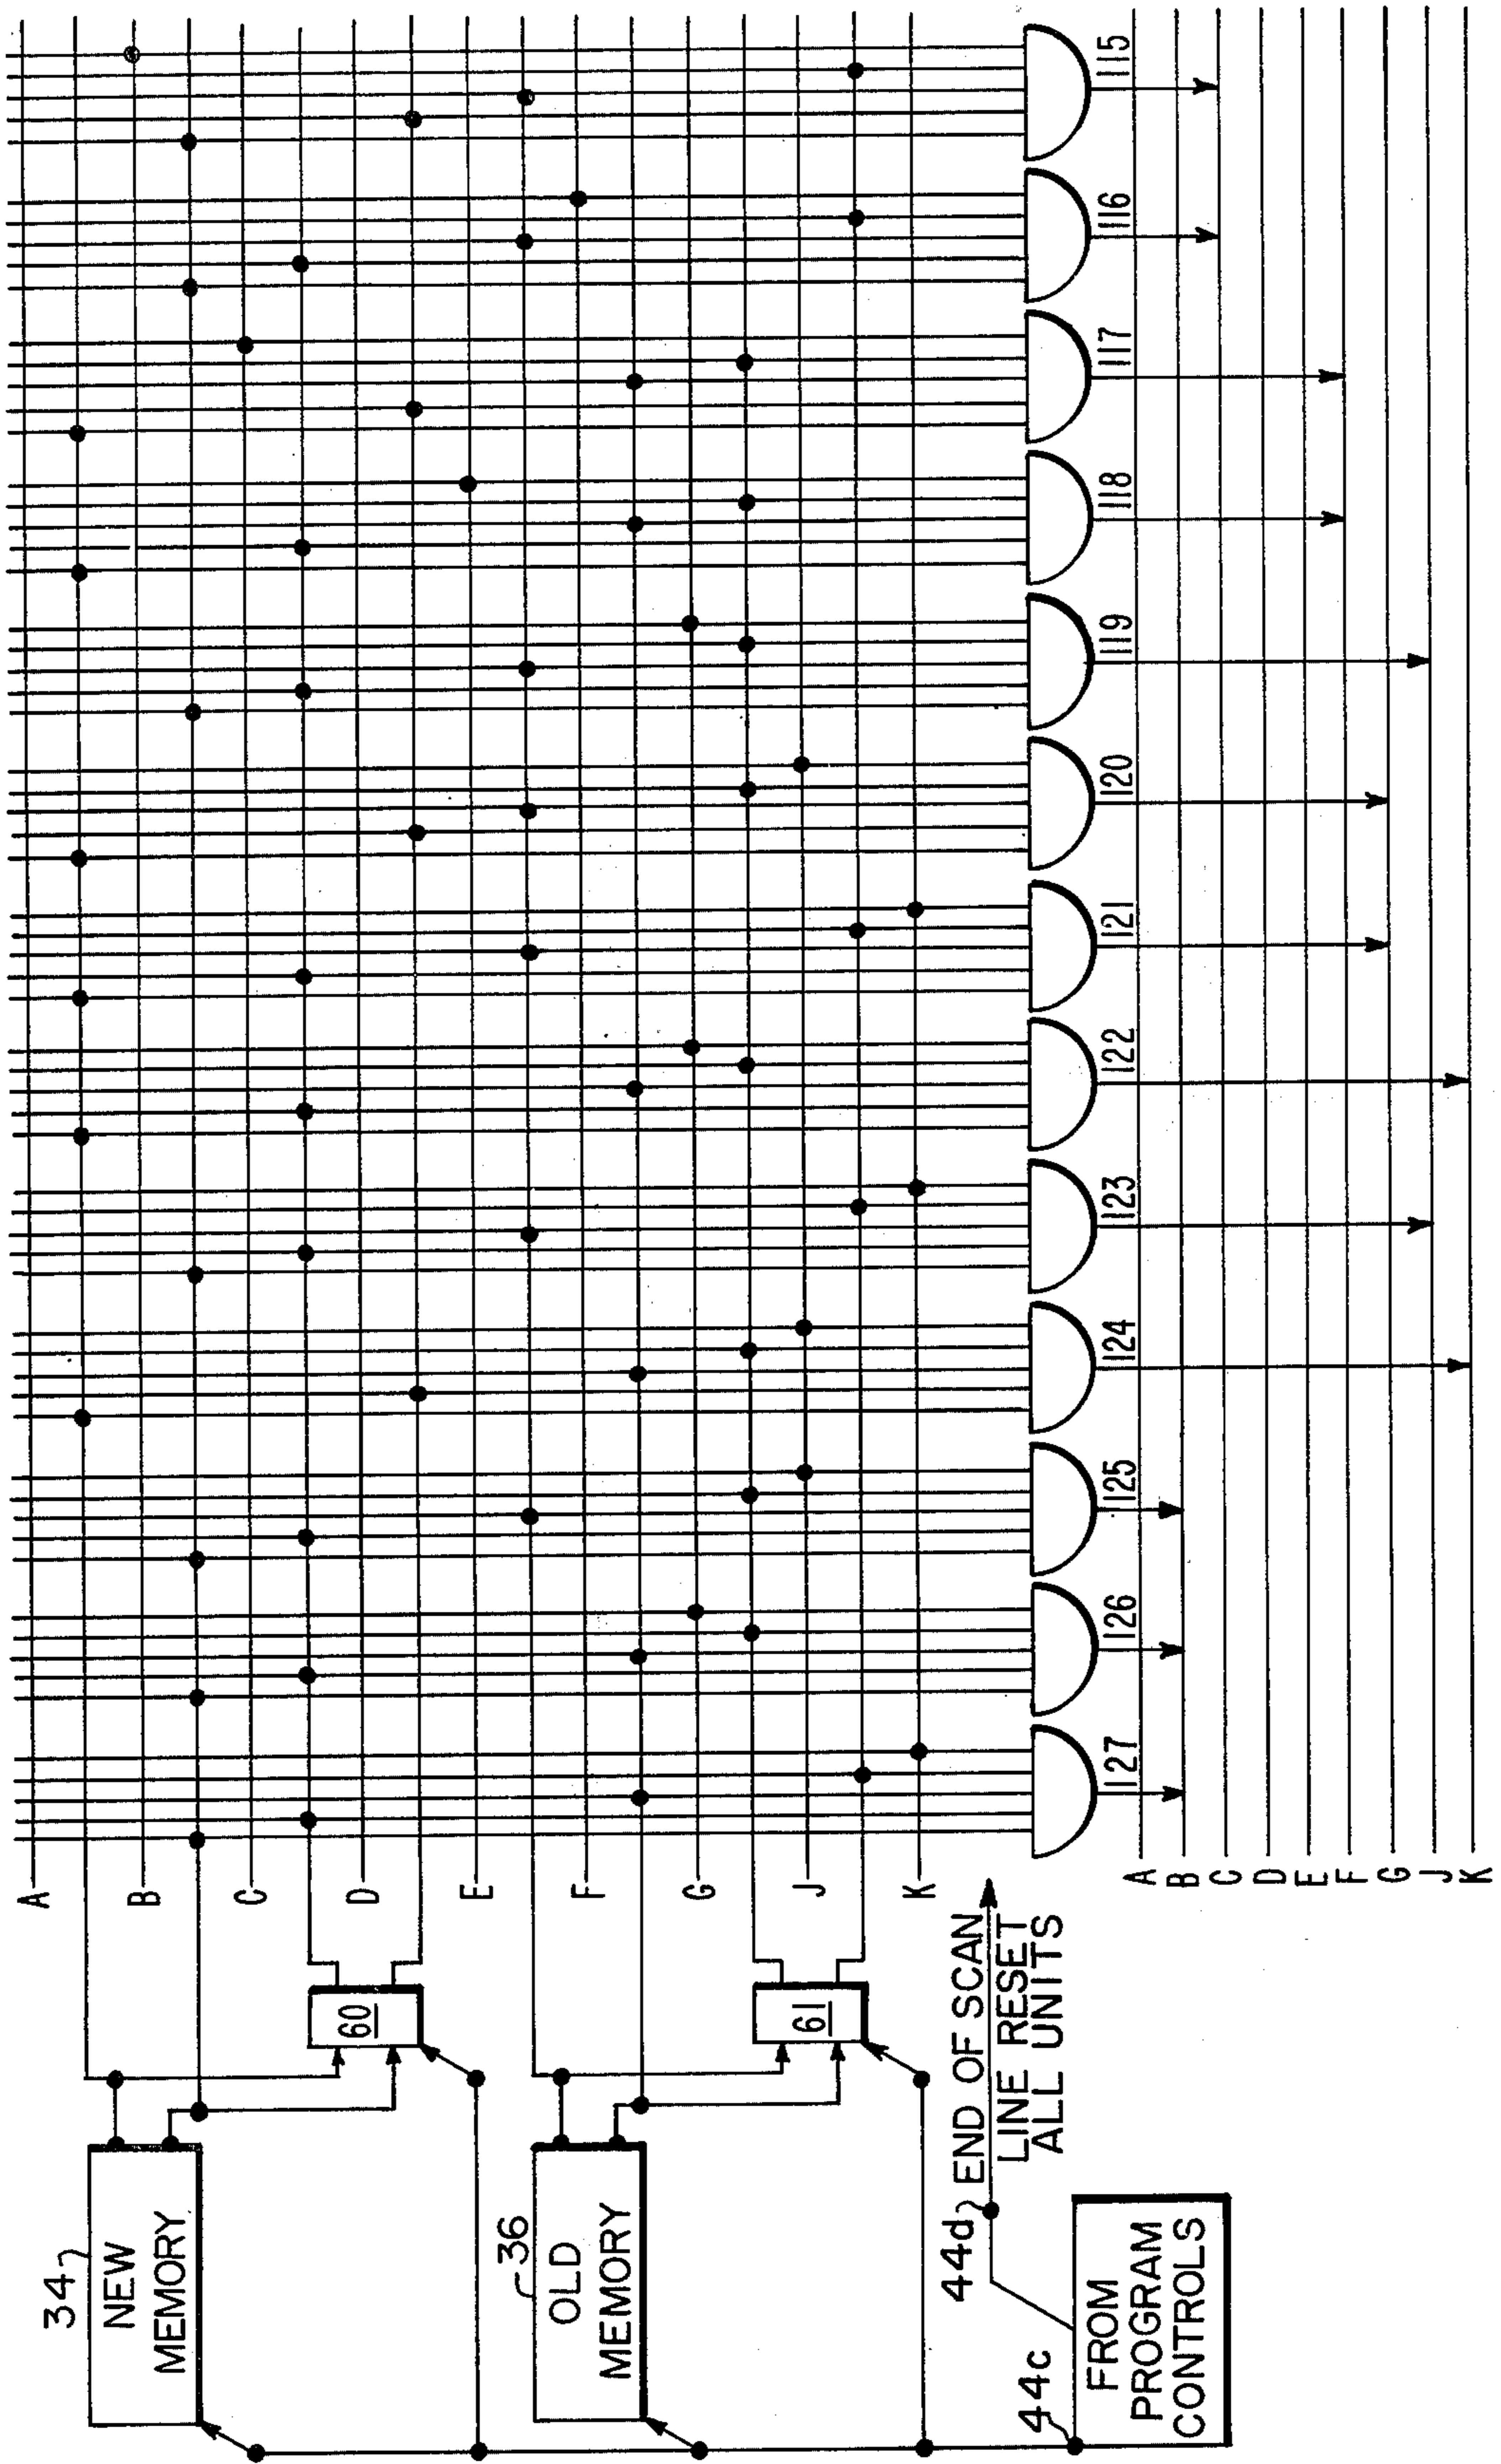 34
NEW
MEMORY
36
OLD
MEMORY
44c
FROM
PROGRAM
CONTROLS
44d
END OF SCAN
LINE RESET
ALL UNITS
60
61
A
B
C
D
E
F
G
J
K
127
126
125
124
123
122
121
120
119
118
117
116
115
A
B
C
D
E
F
G
J
K